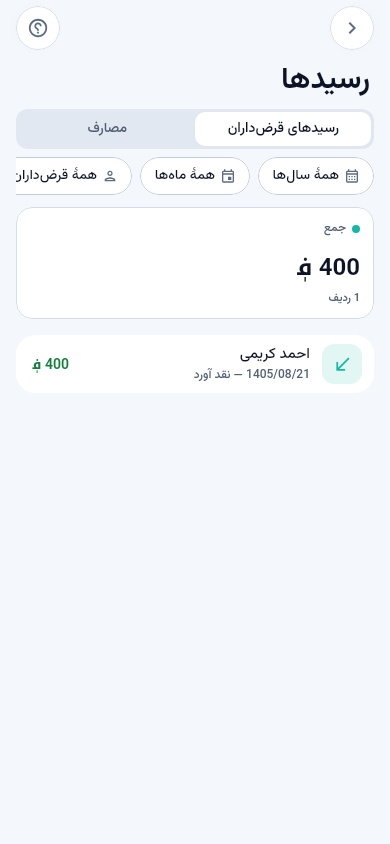 رسیدها
رسیدهای قرض‌داران
مصارف
همهٔ سال‌ها
همهٔ ماه‌ها
همهٔ قرض‌داران
جمع
400 ؋
1 ردیف
احمد کریمی
1405/08/21 — نقد آورد
400 ؋